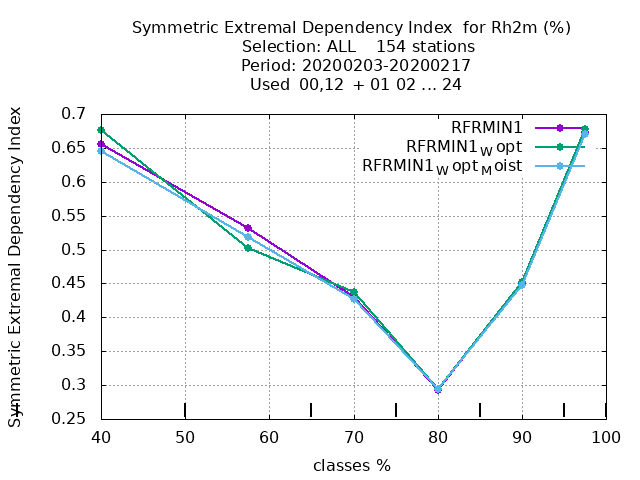 Symmetric Extremal Dependency Index for Rh2m (%)
Selection: ALL 154 stations
Period: 20200203-20200217
Used 00,12 + 01 02 ... 24
Symmetric Extremal Dependency Index
0.7
0.65
0.6
0.55
0.5
0.45
0.4
0.35
0.3
0.25
RFRMIN1
RFRMIN1Wopt
RFRMIN1WoptMoist
40 50 60 70 80 90 100
classes %